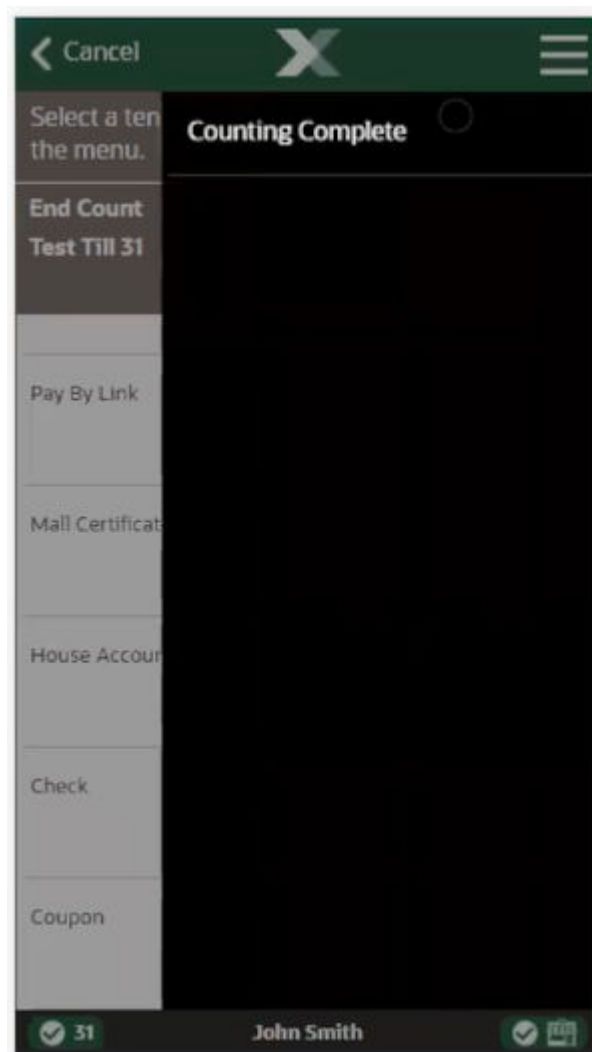 Cancel
Select a ten
the menu.
Counting Complete
End Count
Test Till 31
Pay By Link
Mall Certificat
House Accour
Check
Coupon
31
John Smith